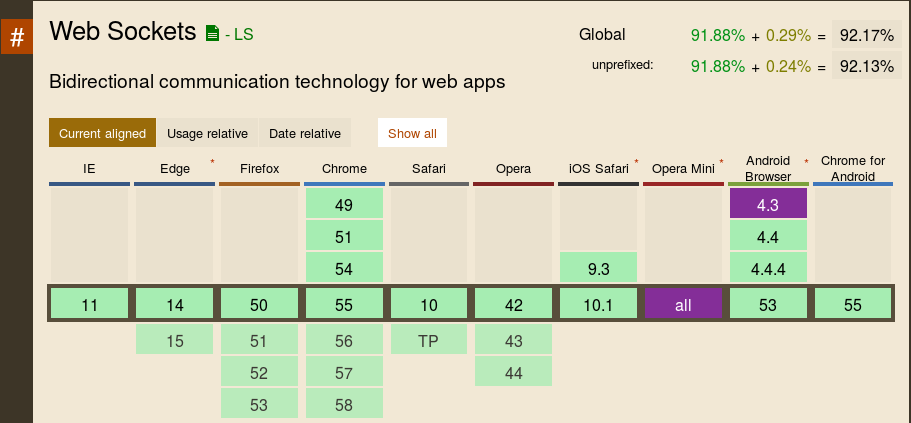 #
Web Sockets - LS
Global 91.88% + 0.29% = 92.17%
unprefixed: 91.88% + 0.24% = 92.13%
Bidirectional communication technology for web apps
Current aligned Usage relative Date relative Show all
IE Edge * Firefox Chrome Safari Opera iOS Safari * Opera Mini * Android Browser * Chrome for Android
49 4.3
51 4.4
54 9.3 4.4.4
11 14 50 55 10 42 10.1 all 53 55
15 51 56 TP 43
52 57 44
53 58